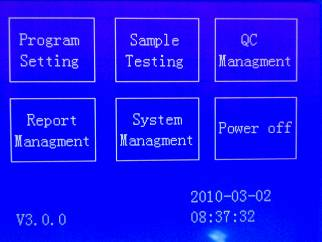 Program
Setting
Sample
Testing
QC
Managment
Report
Managment
System
Managment
Power off
V3.0.0
2010-03-02
08:37:32